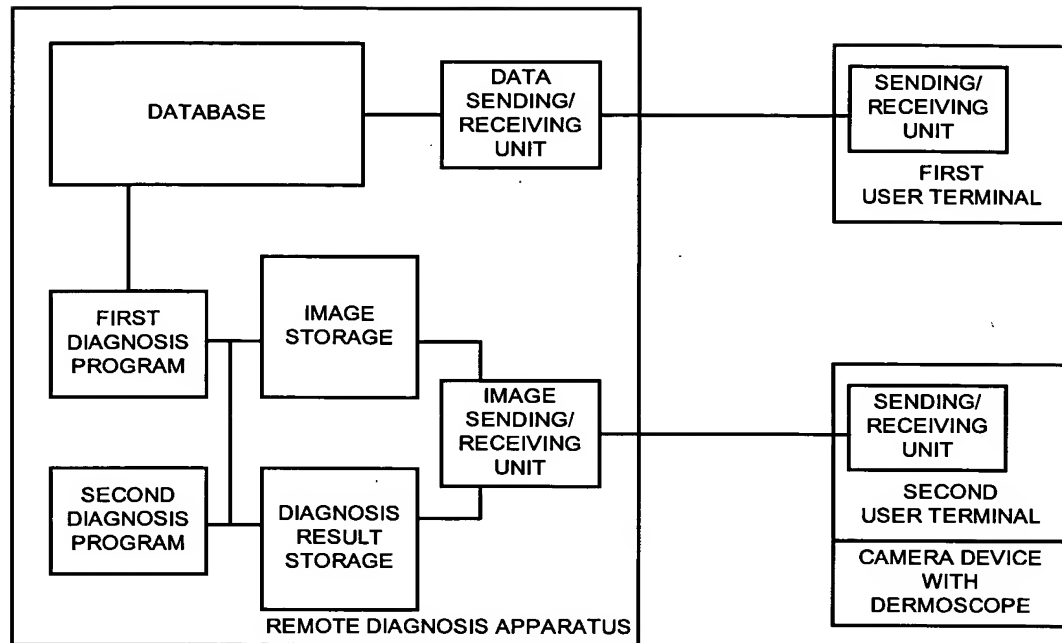 DATABASE
DATA
SENDING/
RECEIVING
UNIT
SENDING/
RECEIVING
UNIT
FIRST
USER TERMINAL
FIRST
DIAGNOSIS
PROGRAM
IMAGE
STORAGE
IMAGE
SENDING/
RECEIVING
UNIT
SENDING/
RECEIVING
UNIT
SECOND
USER TERMINAL
SECOND
DIAGNOSIS
PROGRAM
DIAGNOSIS
RESULT
STORAGE
CAMERA DEVICE
WITH
DERMOSCOPE
REMOTE DIAGNOSIS APPARATUS